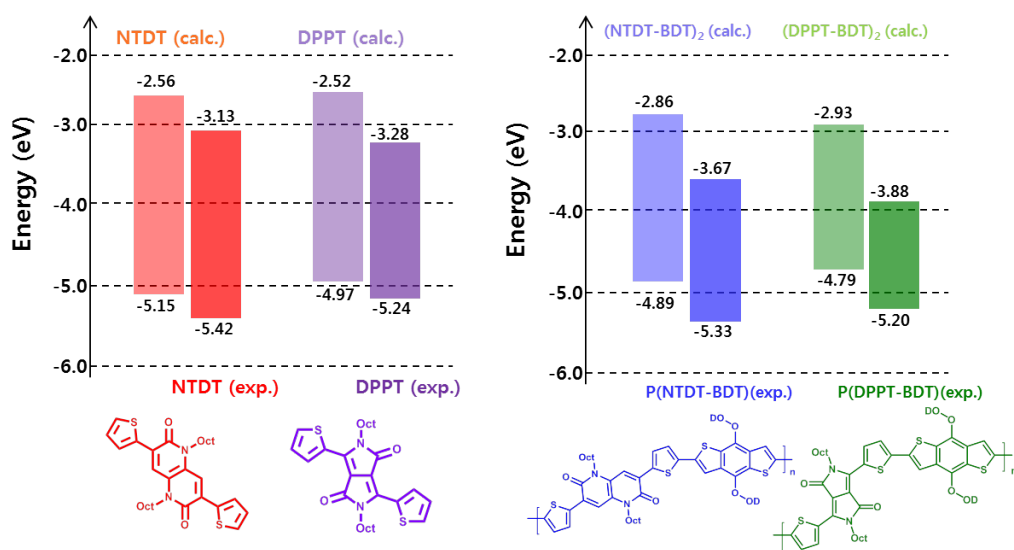 NTDT (calc.)
DPPT (calc.)
Energy (eV)
-2.0
-3.0
-4.0
-5.0
-6.0
-2.56
-3.13
-5.15
-5.42
-2.52
-3.28
-4.97
-5.24
NTDT (exp.)
DPPT (exp.)
S
O
N
Oct
Oct
N
O
S
S
Oct
N
O
O
N
Oct
S
(NTDT-BDT)2 (calc.)
(DPPT-BDT)2 (calc.)
Energy (eV)
-2.0
-3.0
-4.0
-5.0
-6.0
-2.86
-3.67
-4.89
-5.33
-2.93
-3.88
-4.79
-5.20
P(NTDT-BDT)(exp.)
P(DPPT-BDT)(exp.)
DO
O
S
S
n
O
OD
S
Oct
N
O
O
N
Oct
S
DO
O
S
S
n
O
OD
S
Oct
N
O
O
N
Oct
S